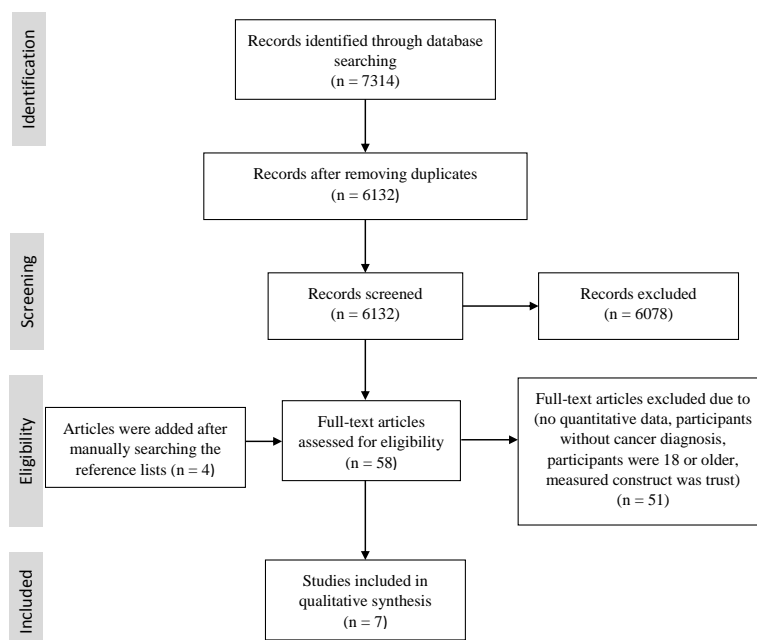 Identification
Records identified through database
searching
(n = 7314)
Records after removing duplicates
(n = 6132)
Screening
Records screened
(n = 6132)
Records excluded
(n = 6078)
Eligibility
Articles were added after
manually searching the
reference lists (n = 4)
Full-text articles
assessed for eligibility
(n = 58)
Full-text articles excluded due to
(no quantitative data, participants
without cancer diagnosis,
participants were 18 or older,
measured construct was trust)
(n = 51)
Included
Studies included in
qualitative synthesis
(n = 7)